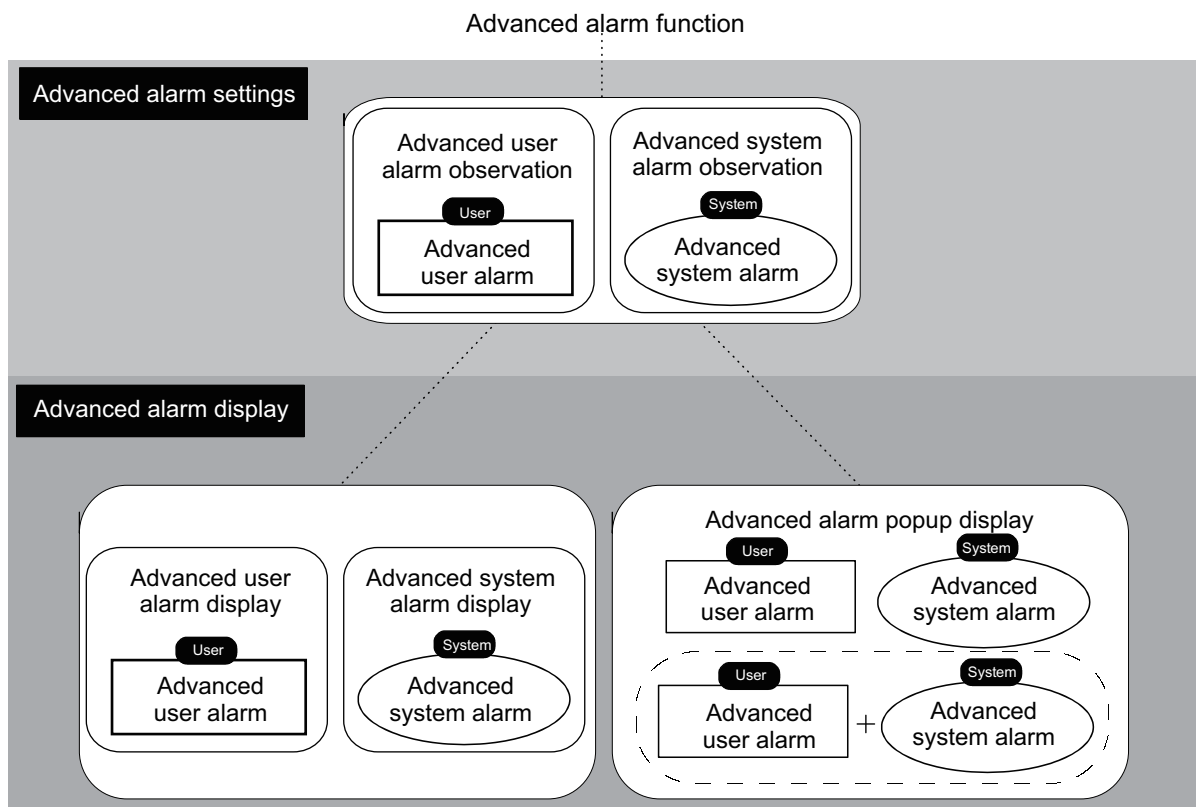 Advanced alarm function
Advanced alarm settings
Advanced user
alarm observation
User
Advanced
user alarm
Advanced system
alarm observation
System
Advanced
system alarm
Advanced alarm display
Advanced user
alarm display
User
Advanced
user alarm
Advanced system
alarm display
System
Advanced
system alarm
Advanced alarm popup display
User
Advanced
user alarm
System
Advanced
system alarm
User
Advanced
user alarm
+
System
Advanced
system alarm